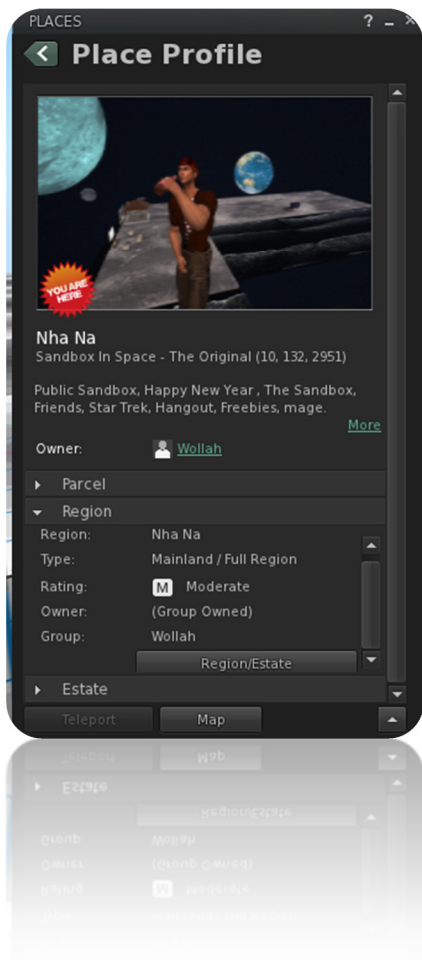 PLACES ? _ ×
Place Profile
YOU ARE
HERE
Nha Na
Sandbox In Space - The Original (10, 132, 2951)
Public Sandbox, Happy New Year , The Sandbox,
Friends, Star Trek, Hangout, Freebies, mage.
More
Owner: Wollah
Parcel
Region
Region: Nha Na
Type: Mainland / Full Region
Rating: M Moderate
Owner: (Group Owned)
Group: Wollah
Region/Estate
Estate
Teleport Map